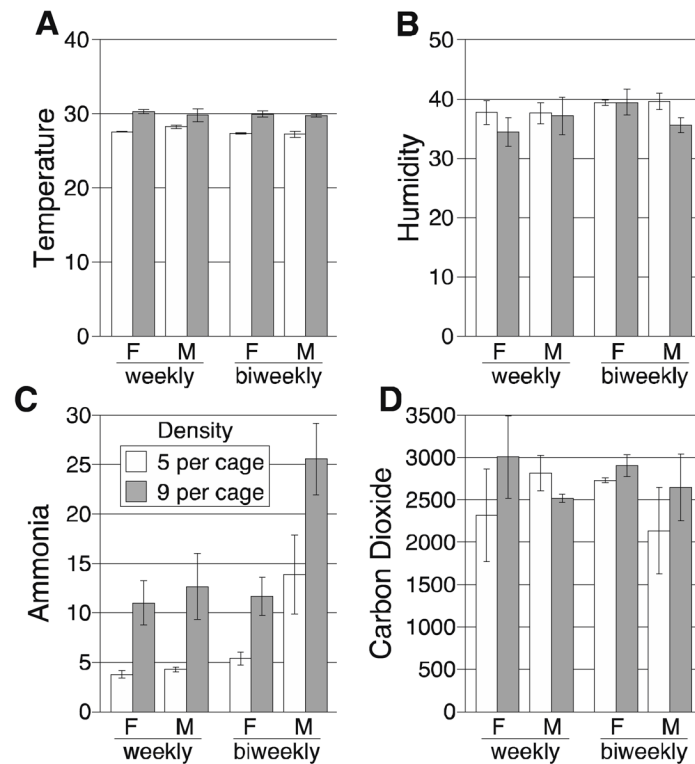 A
Temperature
40
30
20
10
0
F M F M
weekly biweekly
B
Humidity
50
40
30
20
10
0
F M F M
weekly biweekly
C
Ammonia
30
25
20
15
10
5
0
Density
5 per cage
9 per cage
F M F M
weekly biweekly
D
Carbon Dioxide
3500
3000
2500
2000
1500
1000
500
0
F M F M
weekly biweekly